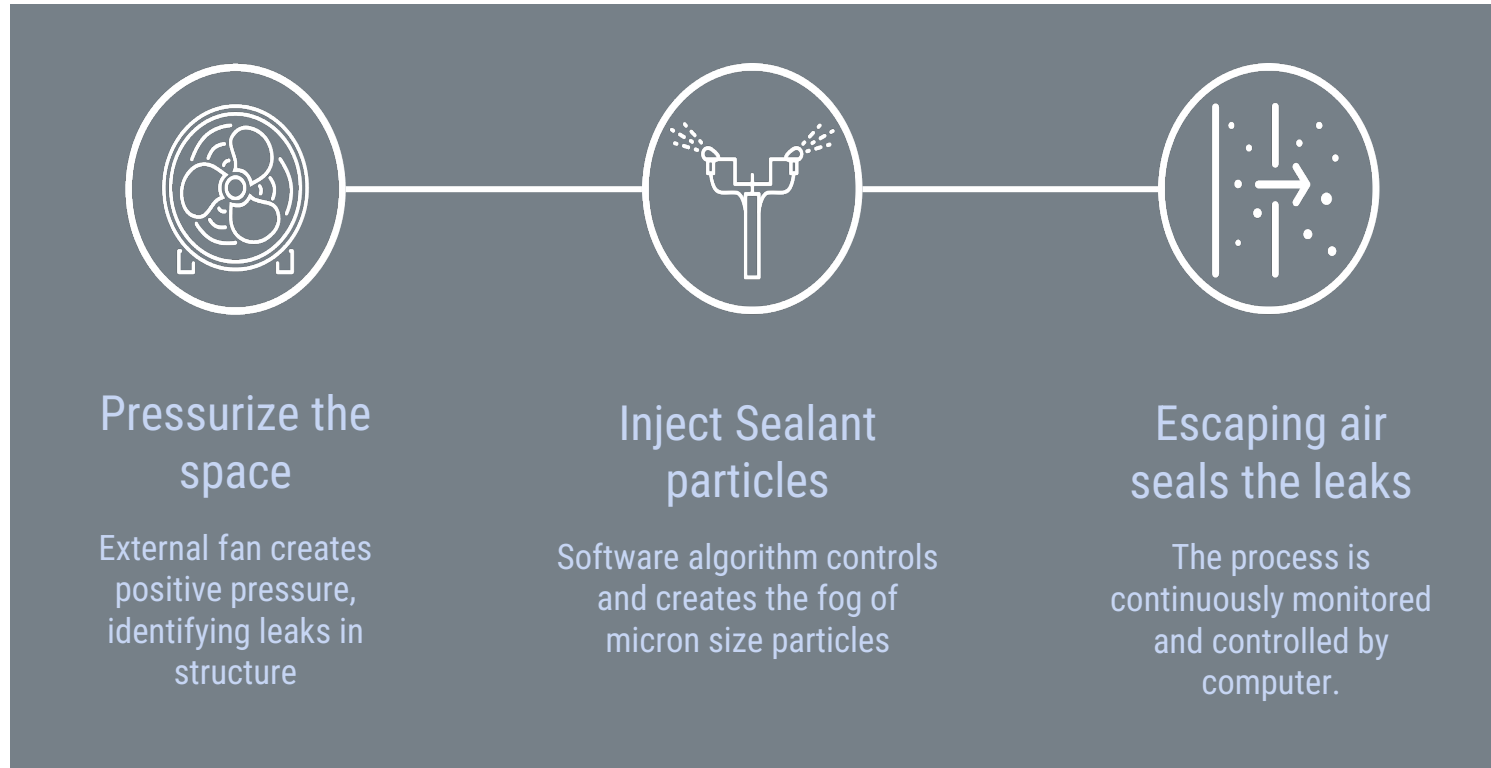 Pressurize the
space
External fan creates
positive pressure,
identifying leaks in
structure
Inject Sealant
particles
Software algorithm controls
and creates the fog of
micron size particles
Escaping air
seals the leaks
The process is
continuously monitored
and controlled by
computer.